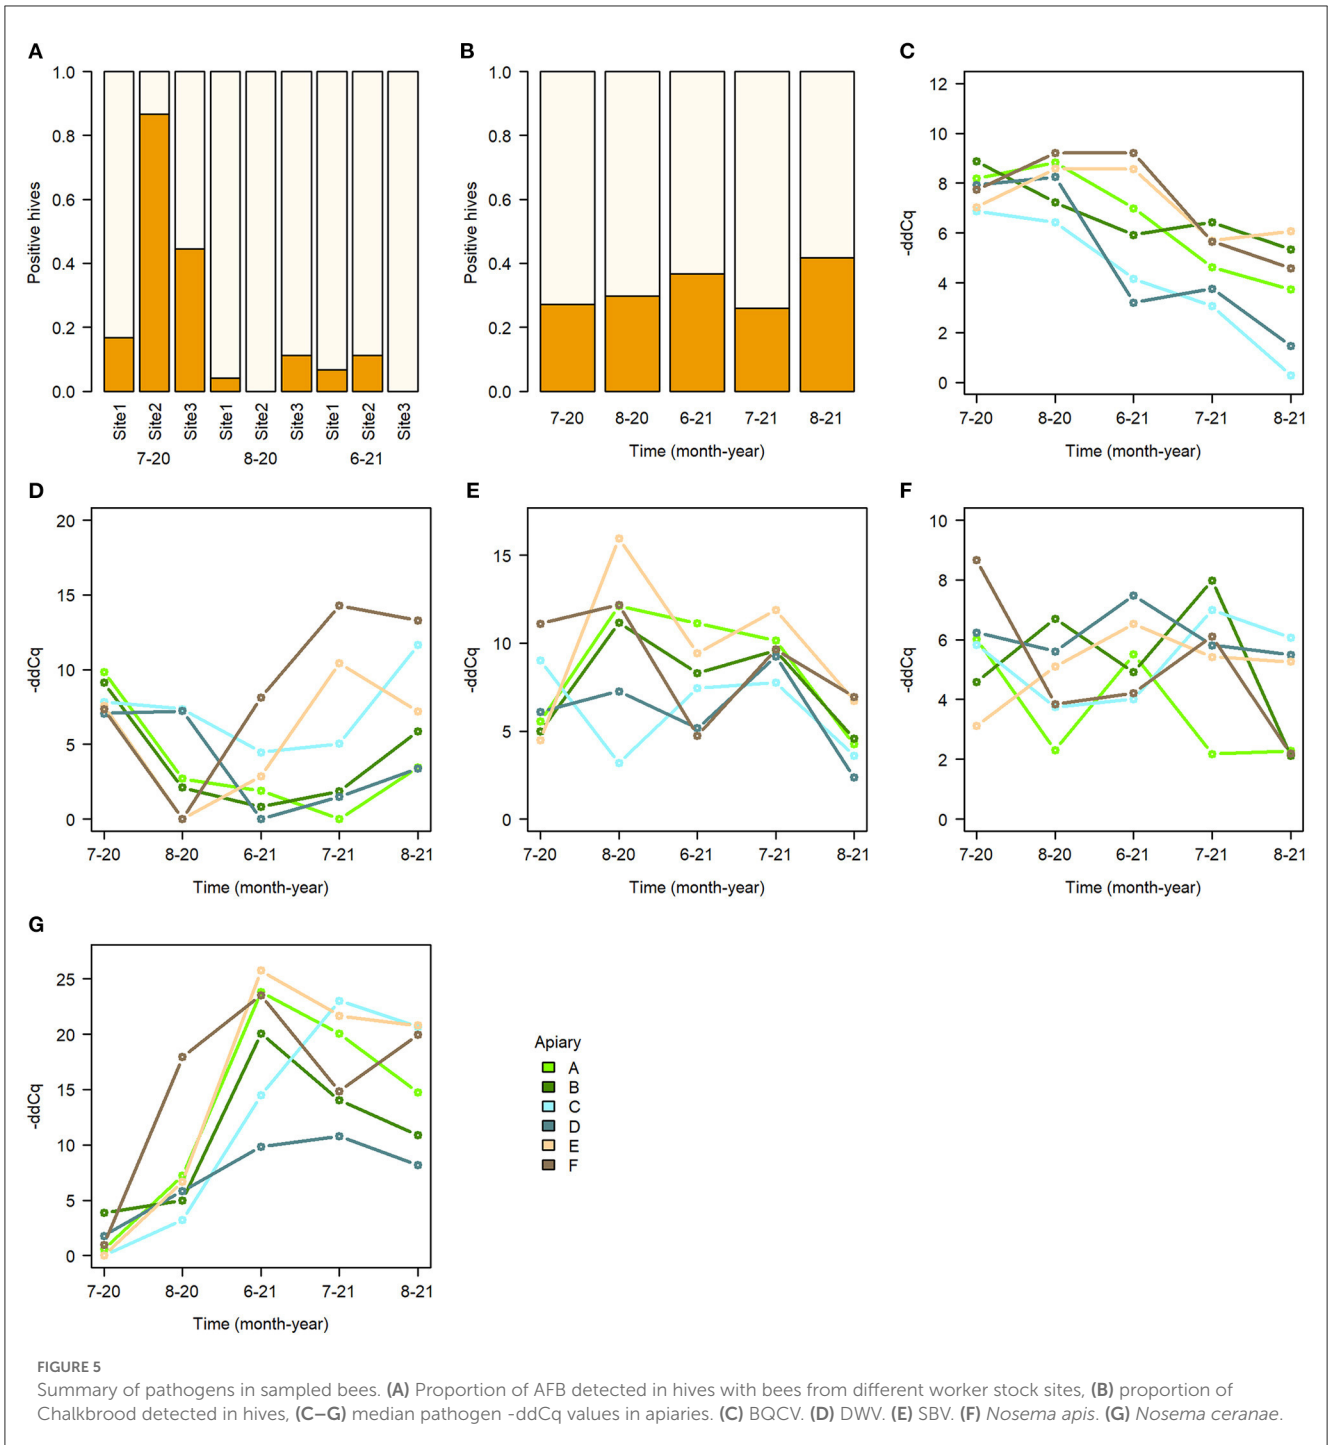 A
Positive hives
1.0
0.8
0.6
0.4
0.2
0.0
Site1 Site2 Site3 Site1 Site2 Site3 Site1 Site2 Site3
7-20 8-20 6-21
B
Positive hives
1.0
0.8
0.6
0.4
0.2
0.0
7-20 8-20 6-21 7-21 8-21
Time (month-year)
C
-ddCq
12
10
8
6
4
2
0
7-20 8-20 6-21 7-21 8-21
Time (month-year)
D
-ddCq
20
15
10
5
0
7-20 8-20 6-21 7-21 8-21
Time (month-year)
E
-ddCq
15
10
5
0
7-20 8-20 6-21 7-21 8-21
Time (month-year)
F
-ddCq
10
8
6
4
2
0
7-20 8-20 6-21 7-21 8-21
Time (month-year)
G
-ddCq
25
20
15
10
5
0
7-20 8-20 6-21 7-21 8-21
Time (month-year)
Apiary
A
B
C
D
E
F
FIGURE 5
Summary of pathogens in sampled bees. (A) Proportion of AFB detected in hives with bees from different worker stock sites, (B) proportion of
Chalkbrood detected in hives, (C–G) median pathogen -ddCq values in apiaries. (C) BQCV. (D) DWV. (E) SBV. (F) Nosema apis. (G) Nosema ceranae.